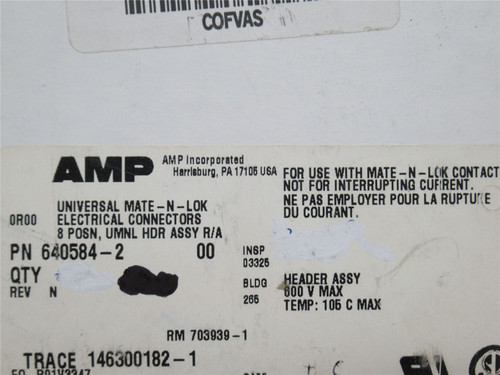 COFVAS
AMP AMP Incorporated
Harrisburg, PA 17105 USA
FOR USE WITH MATE-N-LOK CONTACT
NOT FOR INTERRUPTING CURRENT.
NE PAS EMPLOYER POUR LA RUPTURE
DU COURANT.
UNIVERSAL MATE-N-LOK
0R00 ELECTRICAL CONNECTORS
8 POSN, UMNL HDR ASSY R/A
PN 640584-2 00
QTY
REV N
INSP
03325
BLDG
265
HEADER ASSY
600 V MAX
TEMP: 105 C MAX
RM 703939-1
TRACE 146300182-1